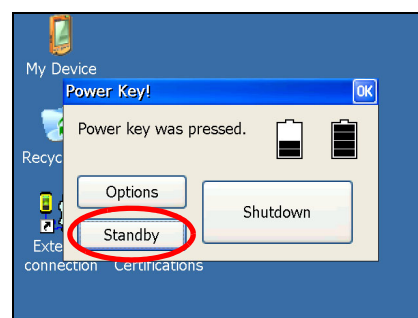 My Device
Power Key!
OK
Power key was pressed.
Recyc
Options
Shutdown
Standby
Exte
connection
Certifications